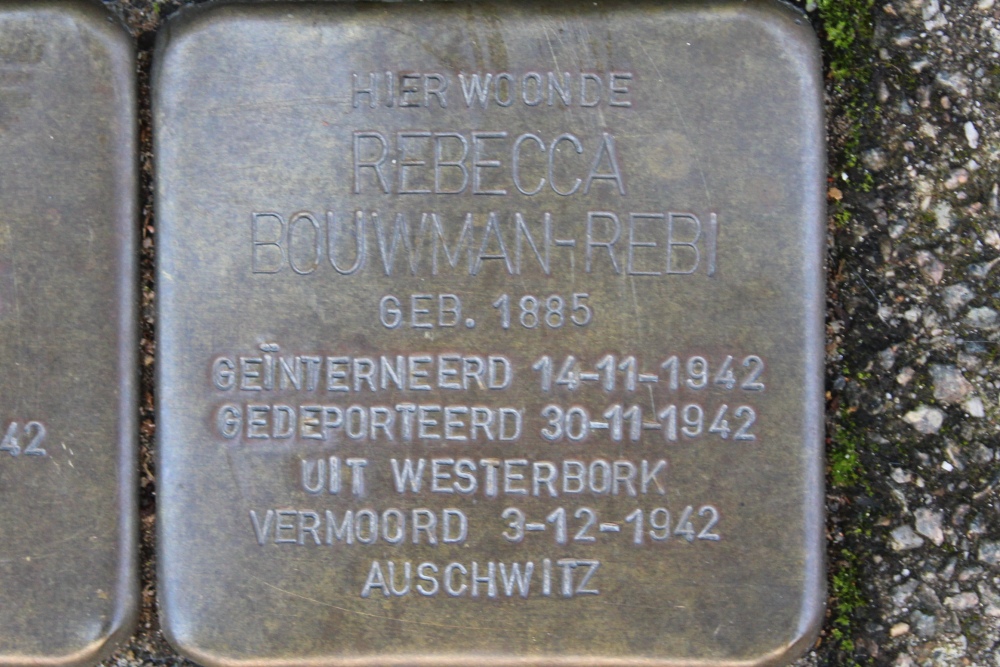 HIER WOONDE
REBECCA
BOUWMAN-REBI
GEB. 1885
GEÏNTERNEERD 14-11-1942
GEDEPORTEERD 30-11-1942
UIT WESTERBORK
VERMOORD 3-12-1942
AUSCHWITZ
42